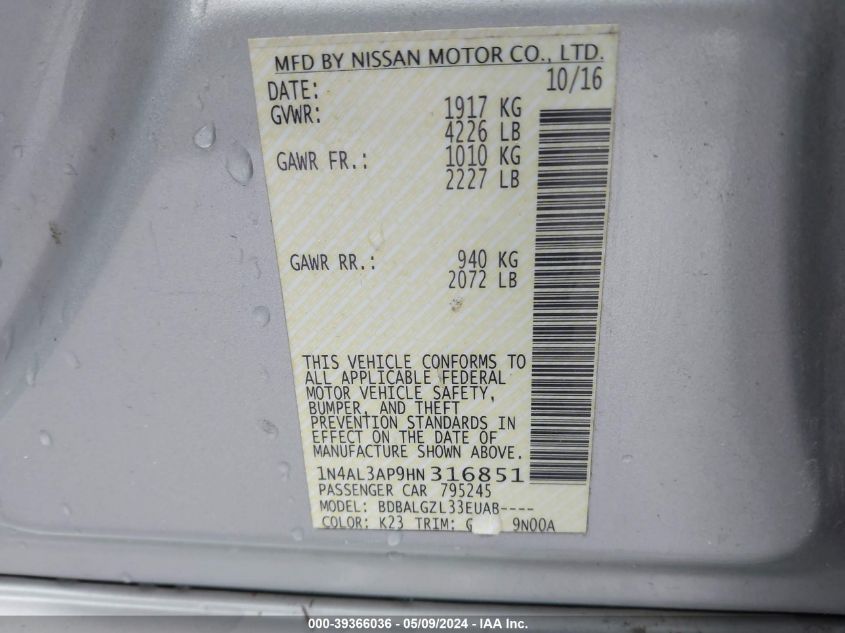 MFD BY NISSAN MOTOR CO., LTD.
DATE: 10/16
GVWR: 1917 KG
4226 LB
GAWR FR.: 1010 KG
2227 LB
GAWR RR.: 940 KG
2072 LB
THIS VEHICLE CONFORMS TO
ALL APPLICABLE FEDERAL
MOTOR VEHICLE SAFETY,
BUMPER, AND THEFT
PREVENTION STANDARDS IN
EFFECT ON THE DATE OF
MANUFACTURE SHOWN ABOVE.
1N4AL3AP9HN316851
PASSENGER CAR 795245
MODEL: BDBALGZL33EUAB----
COLOR: K23 TRIM: G 9N00A
000-39366036 - 05/09/2024 - IAA Inc.